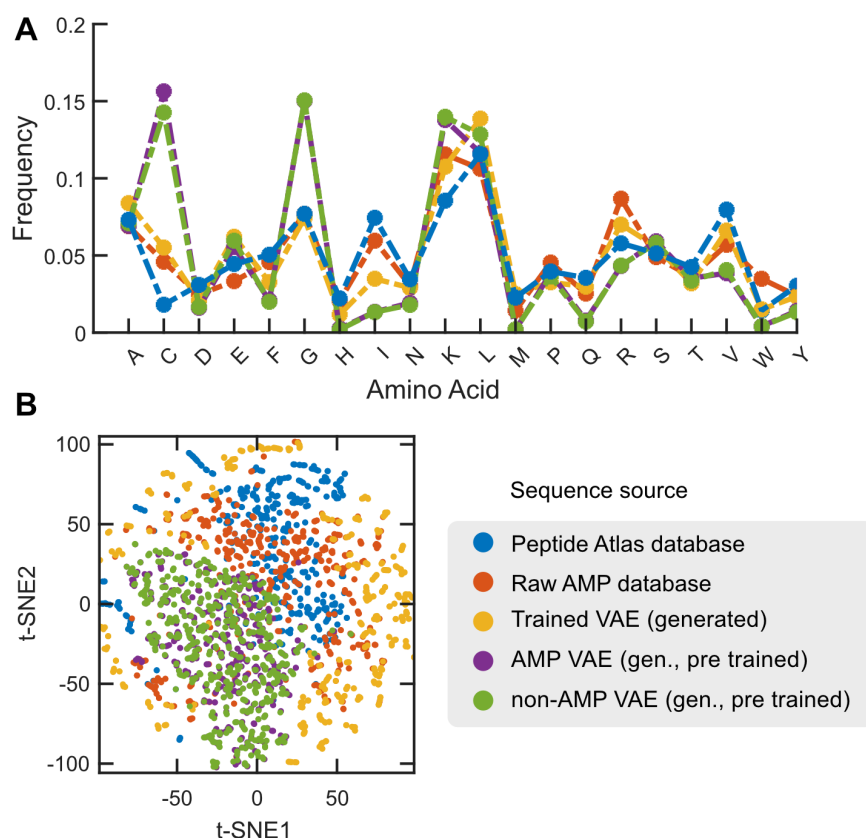 A
0.2
0.15
0.1
0.05
0
Frequency
A C D E F G H I N K L M P Q R S T V W Y
Amino Acid
B
100
50
0
-50
-100
t-SNE2
-50 0 50
t-SNE1
Sequence source
Peptide Atlas database
Raw AMP database
Trained VAE (generated)
AMP VAE (gen., pre trained)
non-AMP VAE (gen., pre trained)